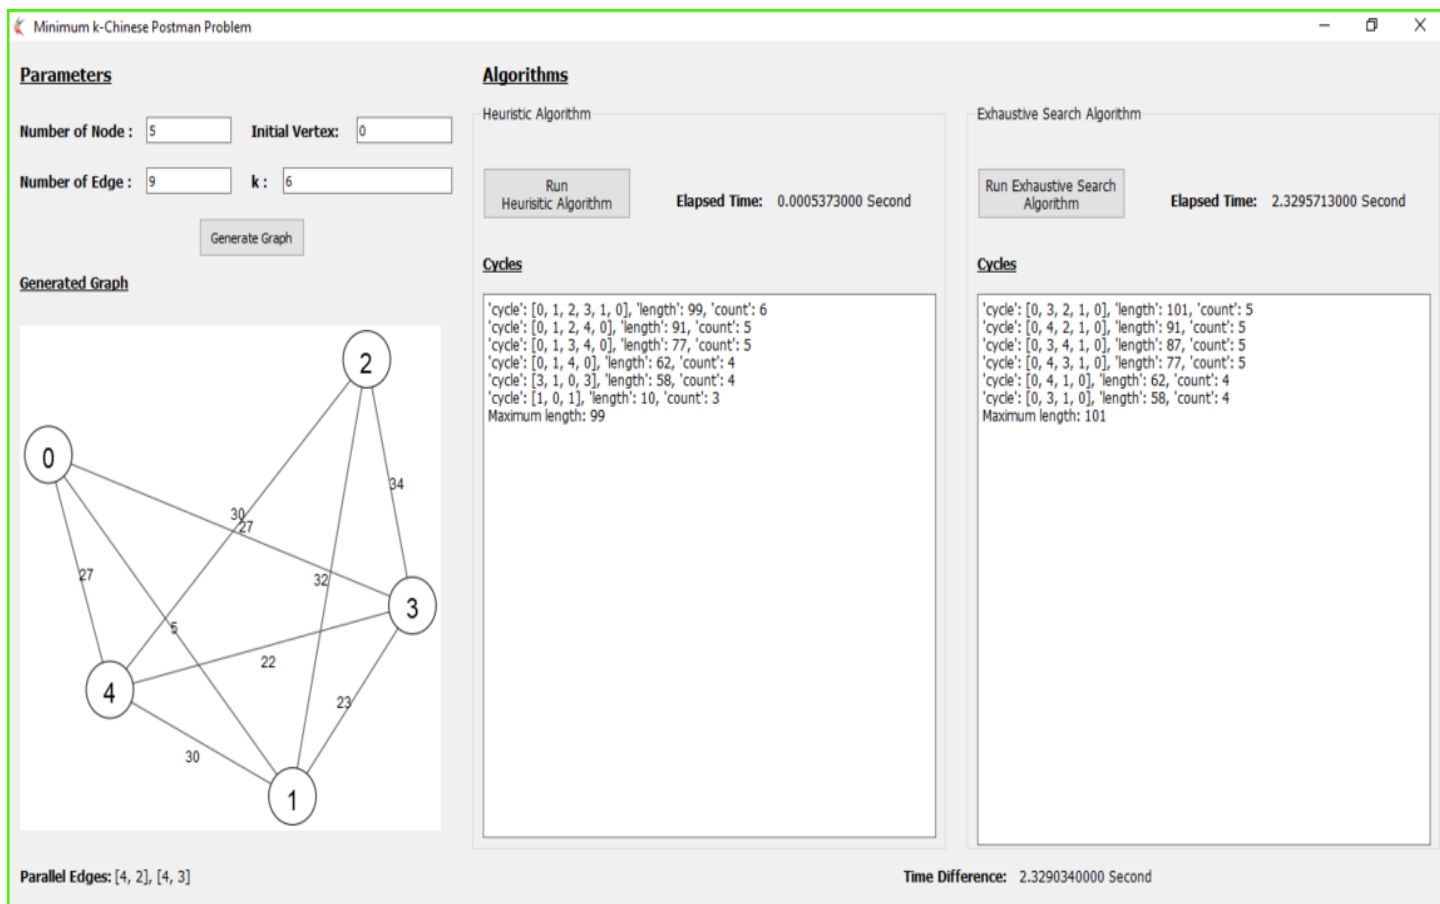 Minimum k-Chinese Postman Problem
Parameters
Number of Node : 5 Initial Vertex: 0
Number of Edge : 9 k : 6
Generate Graph
Generated Graph
2
0
34
30
27
27
32
3
5
22
4
23
30
1
Parallel Edges: [4, 2], [4, 3]
Algorithms
Heuristic Algorithm
Run
Heurisitic Algorithm
Elapsed Time: 0.0005373000 Second
Cycles
'cycle': [0, 1, 2, 3, 1, 0], 'length': 99, 'count': 6
'cycle': [0, 1, 2, 4, 0], 'length': 91, 'count': 5
'cycle': [0, 1, 3, 4, 0], 'length': 77, 'count': 5
'cycle': [0, 1, 4, 0], 'length': 62, 'count': 4
'cycle': [3, 1, 0, 3], 'length': 58, 'count': 4
'cycle': [1, 0, 1], 'length': 10, 'count': 3
Maximum length: 99
Exhaustive Search Algorithm
Run Exhaustive Search
Algorithm
Elapsed Time: 2.3295713000 Second
Cycles
'cycle': [0, 3, 2, 1, 0], 'length': 101, 'count': 5
'cycle': [0, 4, 2, 1, 0], 'length': 91, 'count': 5
'cycle': [0, 3, 4, 1, 0], 'length': 87, 'count': 5
'cycle': [0, 4, 3, 1, 0], 'length': 77, 'count': 5
'cycle': [0, 4, 1, 0], 'length': 62, 'count': 4
'cycle': [0, 3, 1, 0], 'length': 58, 'count': 4
Maximum length: 101
Time Difference: 2.3290340000 Second